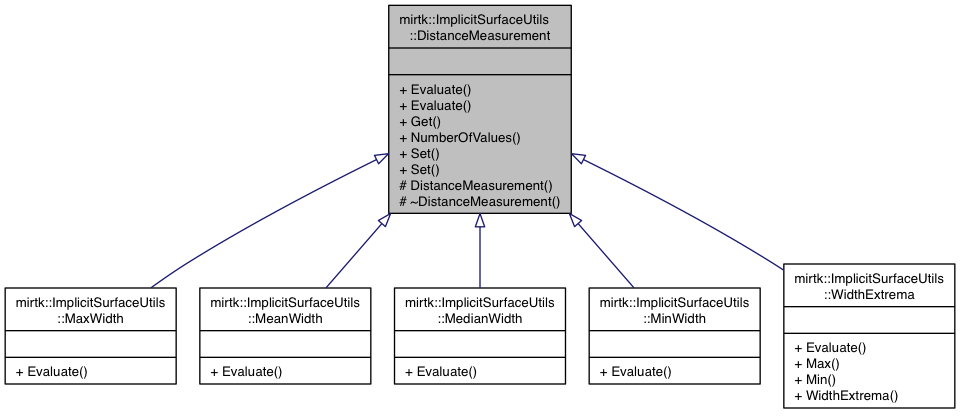 mirtk::ImplicitSurfaceUtils
::DistanceMeasurement
+ Evaluate()
+ Evaluate()
+ Get()
+ NumberOfValues()
+ Set()
+ Set()
# DistanceMeasurement()
# ~DistanceMeasurement()
mirtk::ImplicitSurfaceUtils
::MaxWidth
+ Evaluate()
mirtk::ImplicitSurfaceUtils
::MeanWidth
+ Evaluate()
mirtk::ImplicitSurfaceUtils
::MedianWidth
+ Evaluate()
mirtk::ImplicitSurfaceUtils
::MinWidth
+ Evaluate()
mirtk::ImplicitSurfaceUtils
::WidthExtrema
+ Evaluate()
+ Max()
+ Min()
+ WidthExtrema()